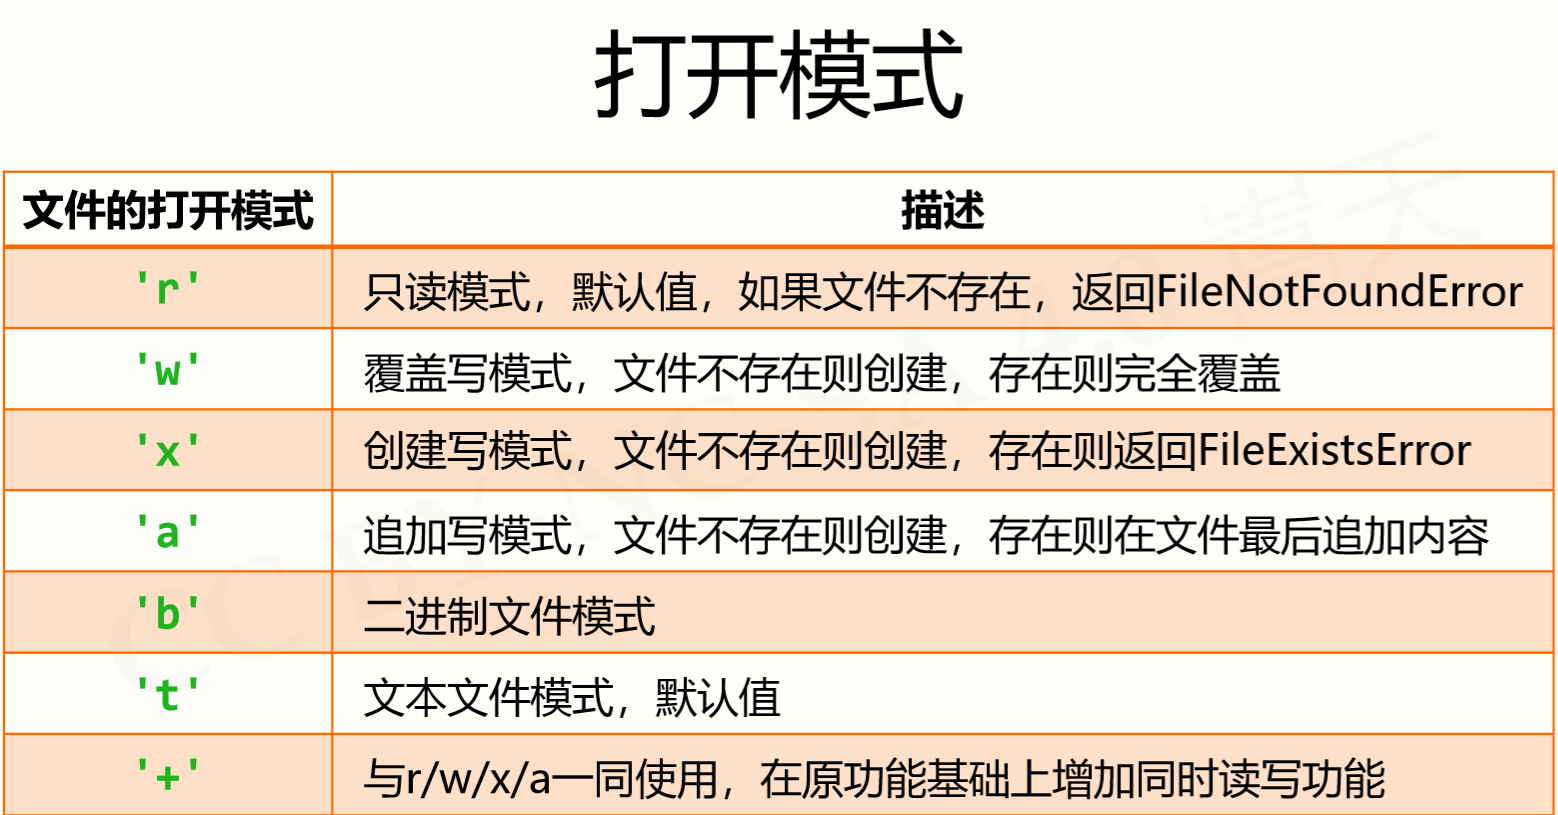 打开模式
文件的打开模式 描述
'r' 只读模式，默认值，如果文件不存在，返回FileNotFoundError
'w' 覆盖写模式，文件不存在则创建，存在则完全覆盖
'x' 创建写模式，文件不存在则创建，存在则返回FileExistsError
'a' 追加写模式，文件不存在则创建，存在则在文件最后追加内容
'b' 二进制文件模式
't' 文本文件模式，默认值
'+' 与r/w/x/a一同使用，在原功能基础上增加同时读写功能
CC BY-NC-SA 4.0 嵩天